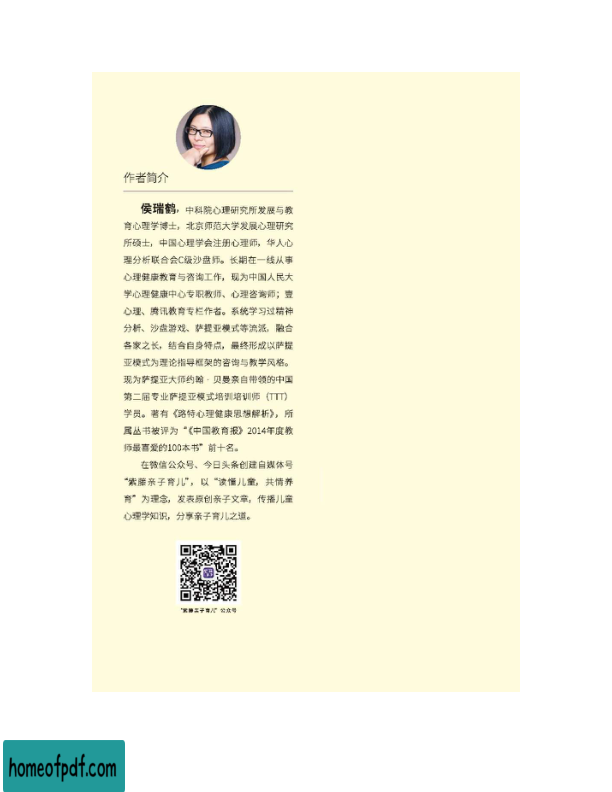 作者简介
侯瑞鹤，中科院心理研究所发展与教
育心理学博士，北京师范大学发展心理研究
所硕士，中国心理学会注册心理师，华人心
理分析联合会C级沙盘师。长期在一线从事
心理健康教育与咨询工作，现为中国人民大
学心理健康中心专职教师、心理咨询师；壹
心理、腾讯教育专栏作者。系统学习过精神
分析、沙盘游戏、萨提亚模式等流派，融合
各家之长，结合自身特点，最终形成以萨提
亚模式为理论指导框架的咨询与教学风格。
现为萨提亚大师约翰·贝曼亲自带领的中国
第二届专业萨提亚模式培训培训师（TTT）
学员。著有《路特心理健康思想解析》，所
属丛书被评为“《中国教育报》2014年度教
师最喜爱的100本书”前十名。
在微信公众号、今日头条创建自媒体号
“紫藤亲子育儿”，以“读懂儿童，共情养
育”为理念，发表原创亲子文章，传播儿童
心理学知识，分享亲子育儿之道。
“紫藤亲子育儿”公众号
homeofpdf.com